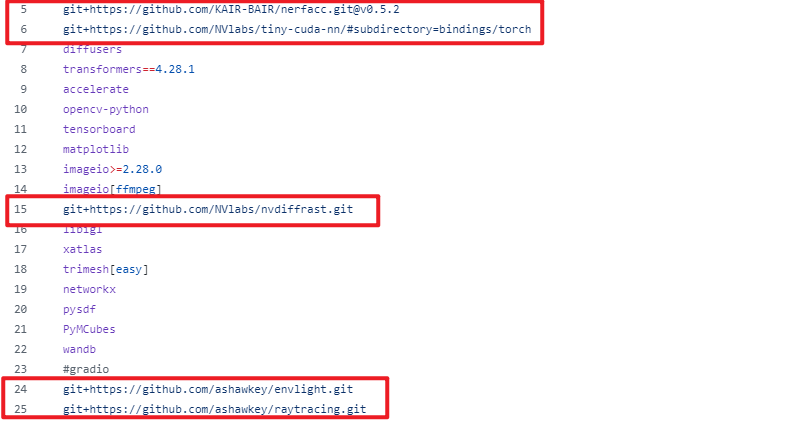 5 git+https://github.com/KAIR-BAIR/nerfacc.git@v0.5.2
6 git+https://github.com/NVlabs/tiny-cuda-nn/#subdirectory=bindings/torch
7 diffusers
8 transformers==4.28.1
9 accelerate
10 opencv-python
11 tensorboard
12 matplotlib
13 imageio>=2.28.0
14 imageio[ffmpeg]
15 git+https://github.com/NVlabs/nvdiffrast.git
16 libigl
17 xatlas
18 trimesh[easy]
19 networkx
20 pysdf
21 PyMCubes
22 wandb
23 #gradio
24 git+https://github.com/ashawkey/envlight.git
25 git+https://github.com/ashawkey/raytracing.git